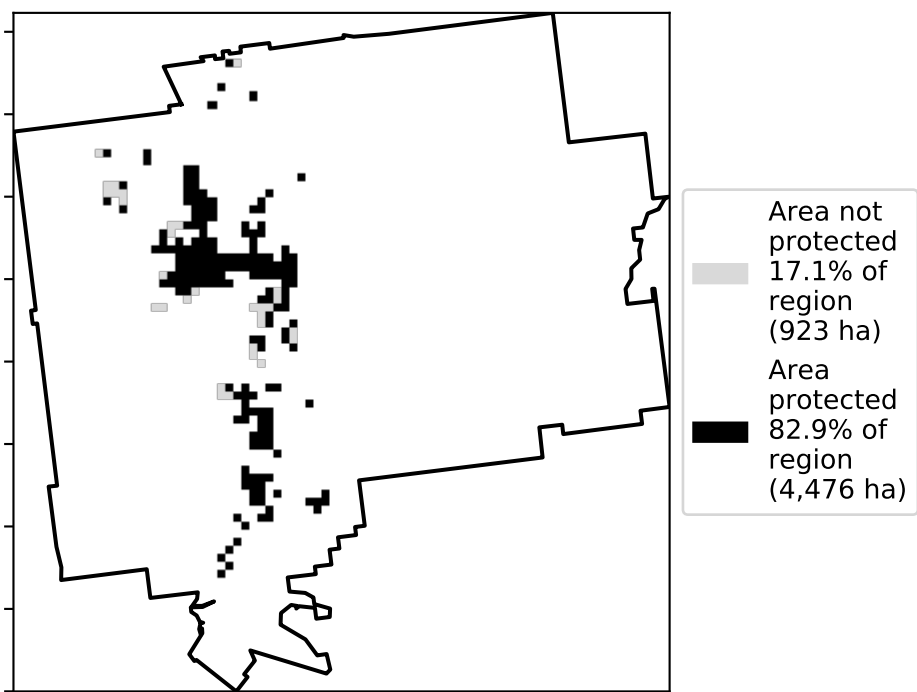 Area not
protected
17.1% of
region
(923 ha)
Area
protected
82.9% of
region
(4,476 ha)